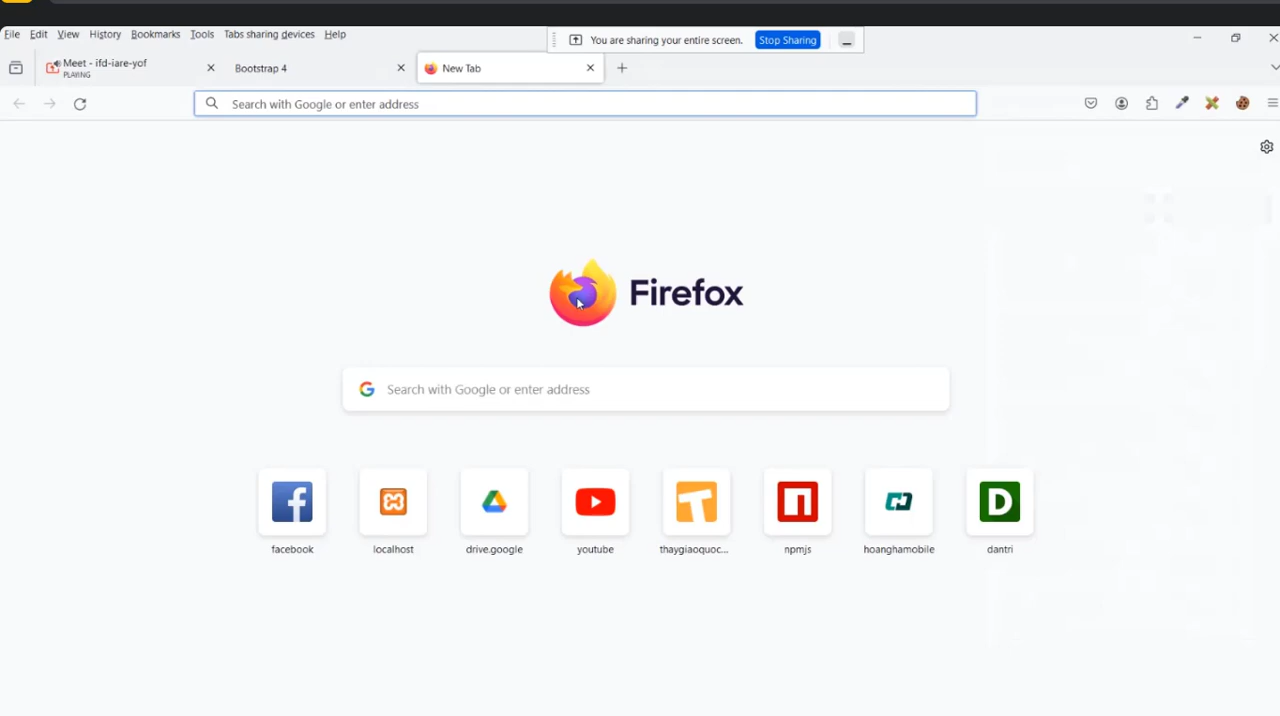 File Edit View History Bookmarks Tools Tabs sharing devices Help
You are sharing your entire screen. Stop Sharing
Meet - ifd-iare-yof
PLAYING
Bootstrap 4
New Tab
Search with Google or enter address
Firefox
Search with Google or enter address
facebook localhost drive.google youtube thaygiaoquoc... npmjs hoanghamobile dantri